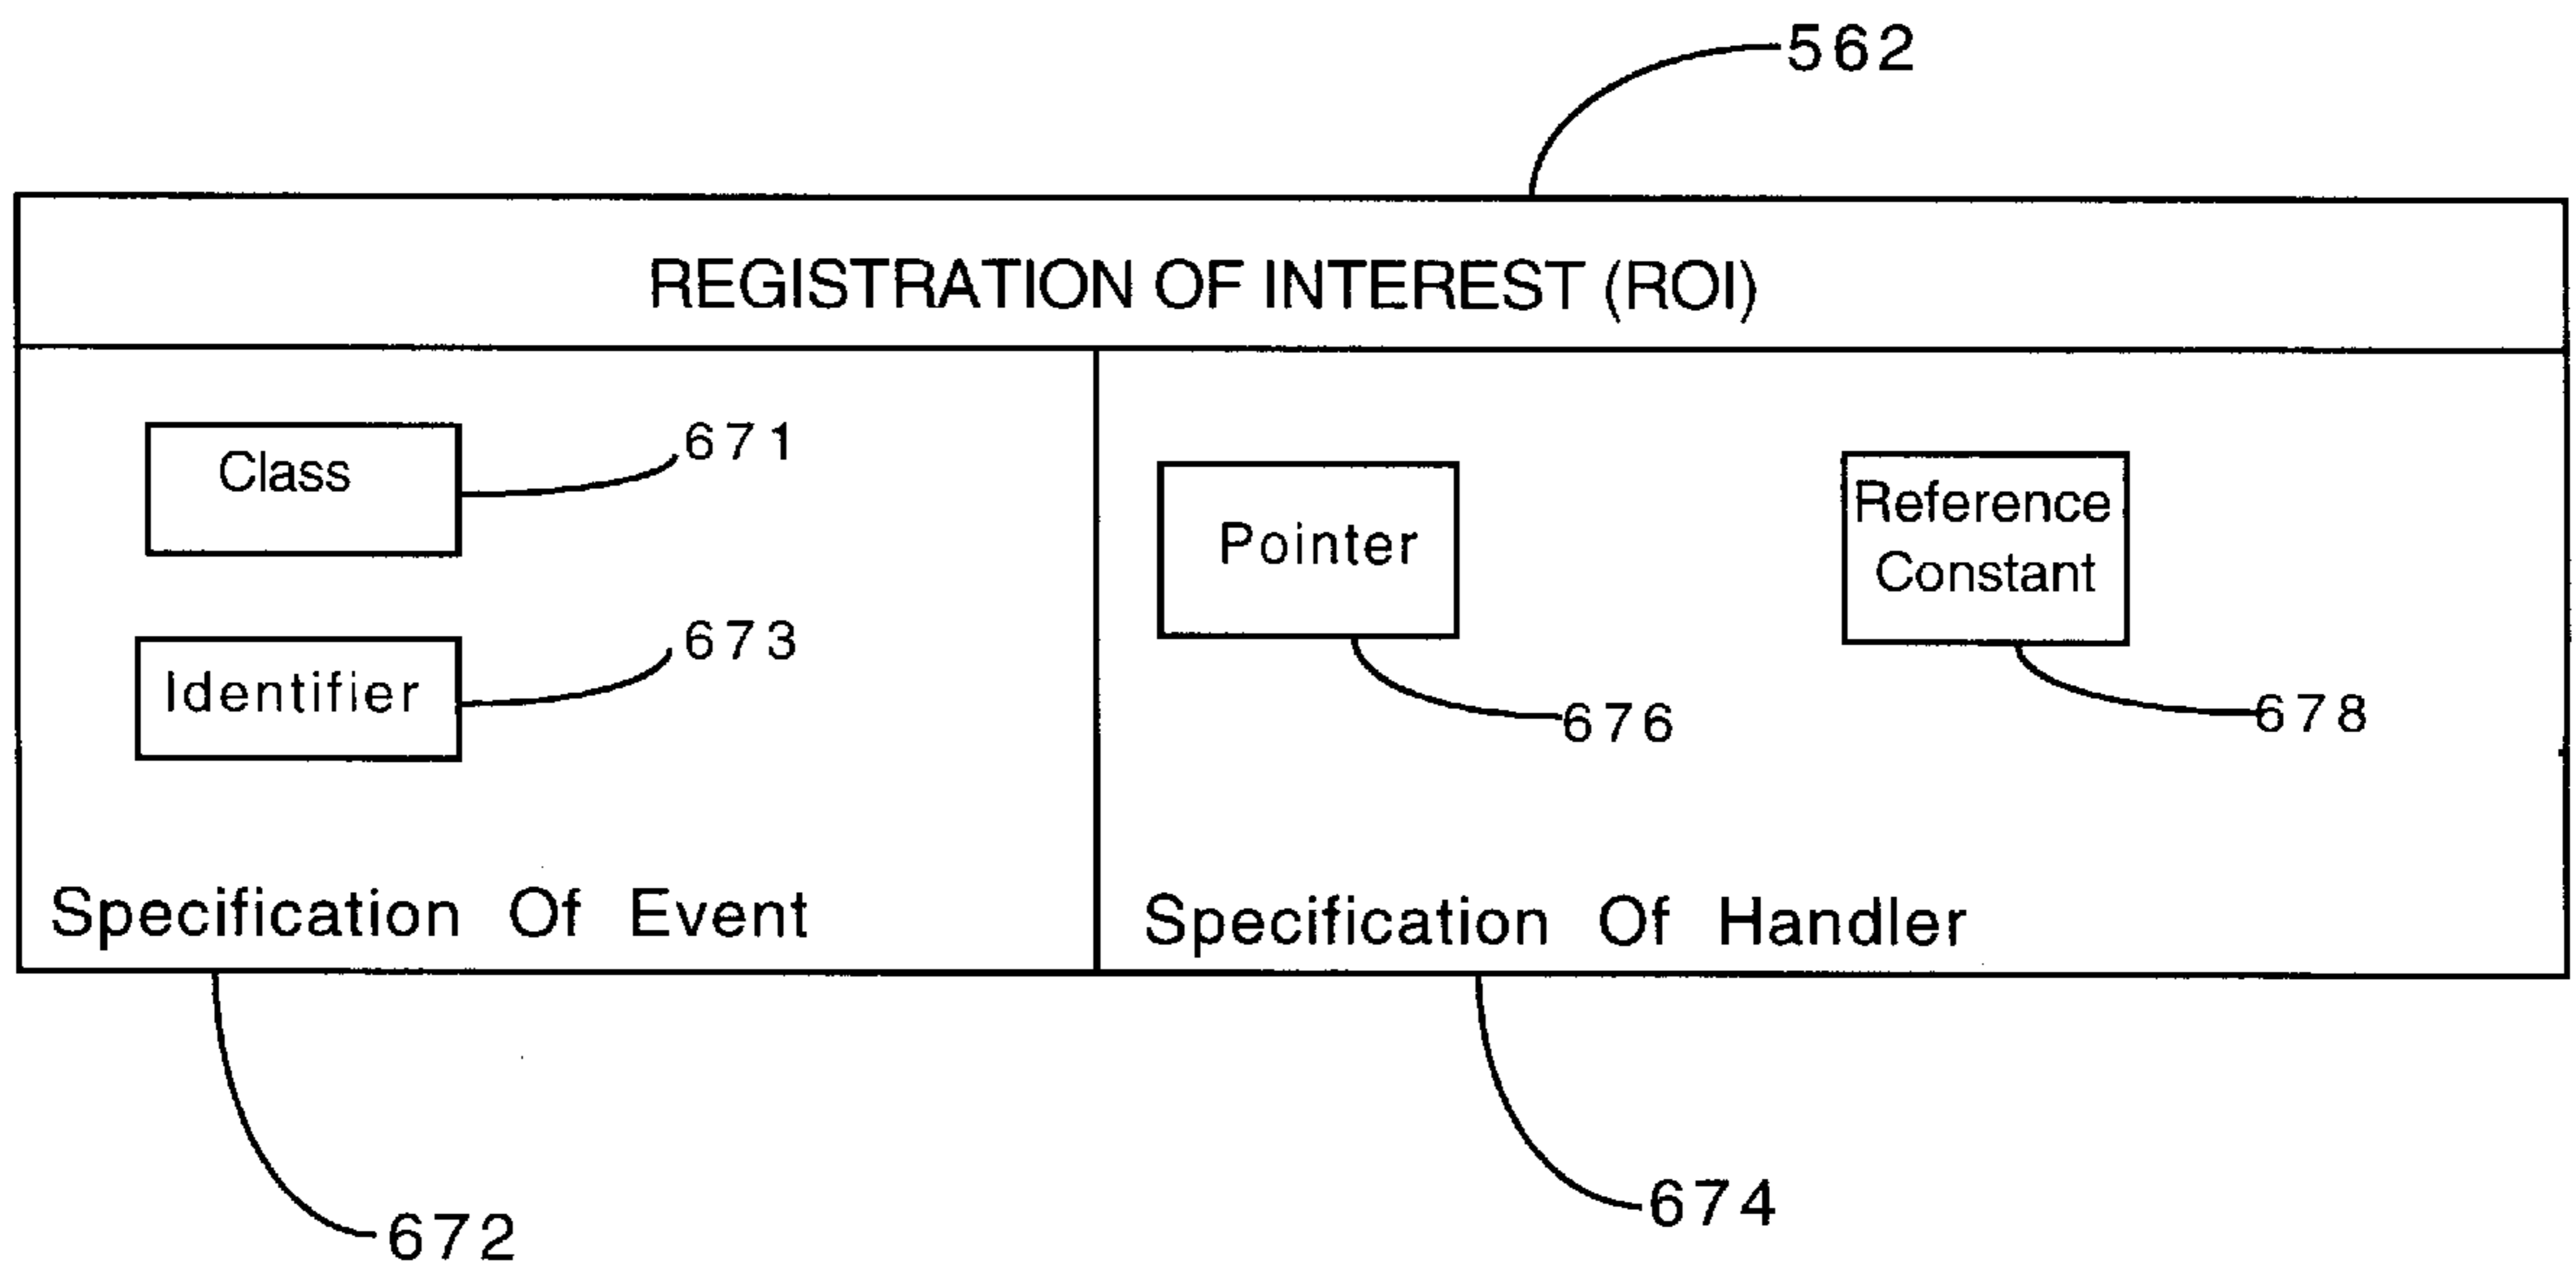 562
REGISTRATION OF INTEREST (ROI)
Class
671
Identifier
673
Specification Of Event
672
Pointer
676
Reference
Constant
678
Specification Of Handler
674